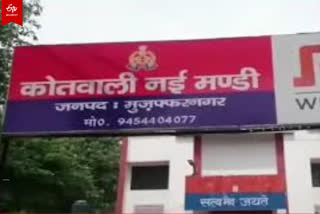 कोतवाली नई मण्डी
जनपद : मुज़फ्फरनगर
मो०. 9454404077
सत्यमेव जयते